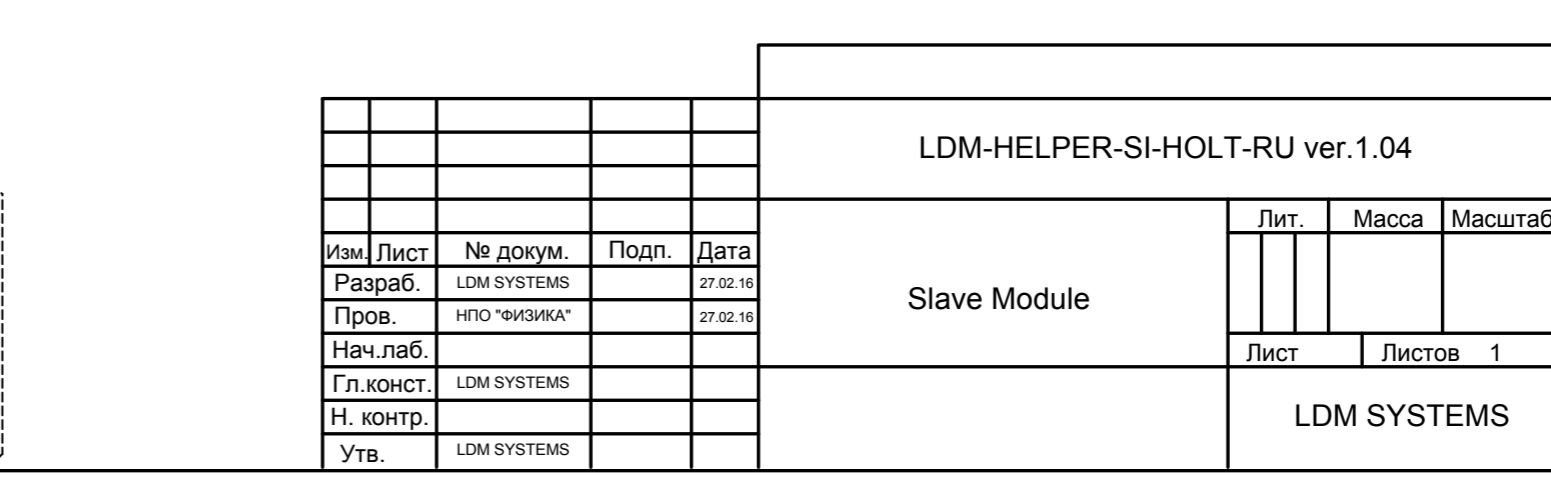 LDM-HELPER-SI-HOLT-RU ver.1.04
Изм. Лист № докум. Подп. Дата
Разраб. LDM SYSTEMS 27.02.16
Пров. НПО "ФИЗИКА" 27.02.16
Нач.лаб.
Гл.конст. LDM SYSTEMS
Н. контр.
Утв. LDM SYSTEMS
Slave Module
Лит. Масса Масштаб
Лист Листов 1
LDM SYSTEMS